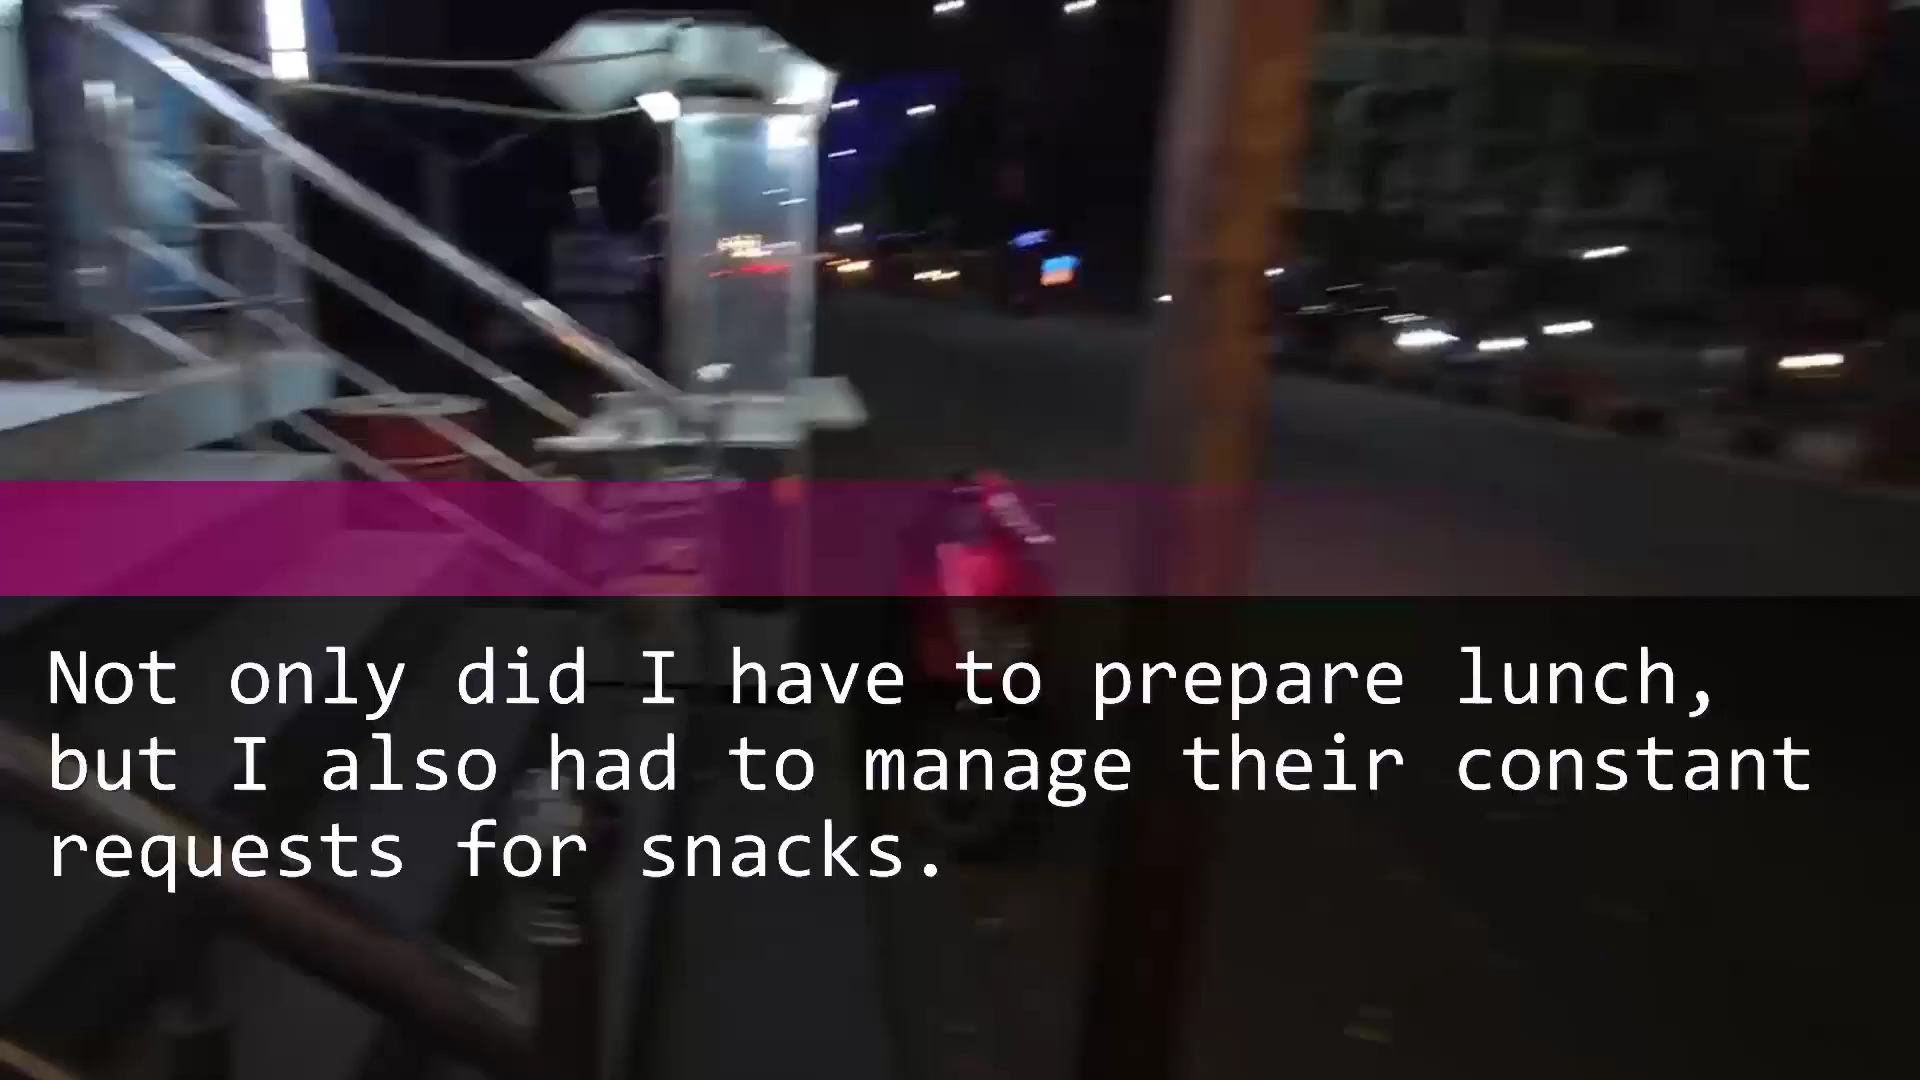 Not only did I have to prepare lunch,
but I also had to manage their constant
requests for snacks.